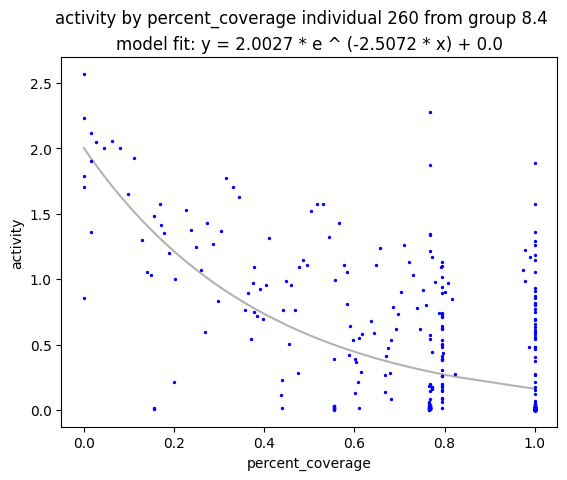 activity by percent_coverage individual 260 from group 8.4
model fit: y = 2.0027 * e ^ (-2.5072 * x) + 0.0
2.5
2.0
1.5
1.0
0.5
0.0
activity
0.0 0.2 0.4 0.6 0.8 1.0
percent_coverage